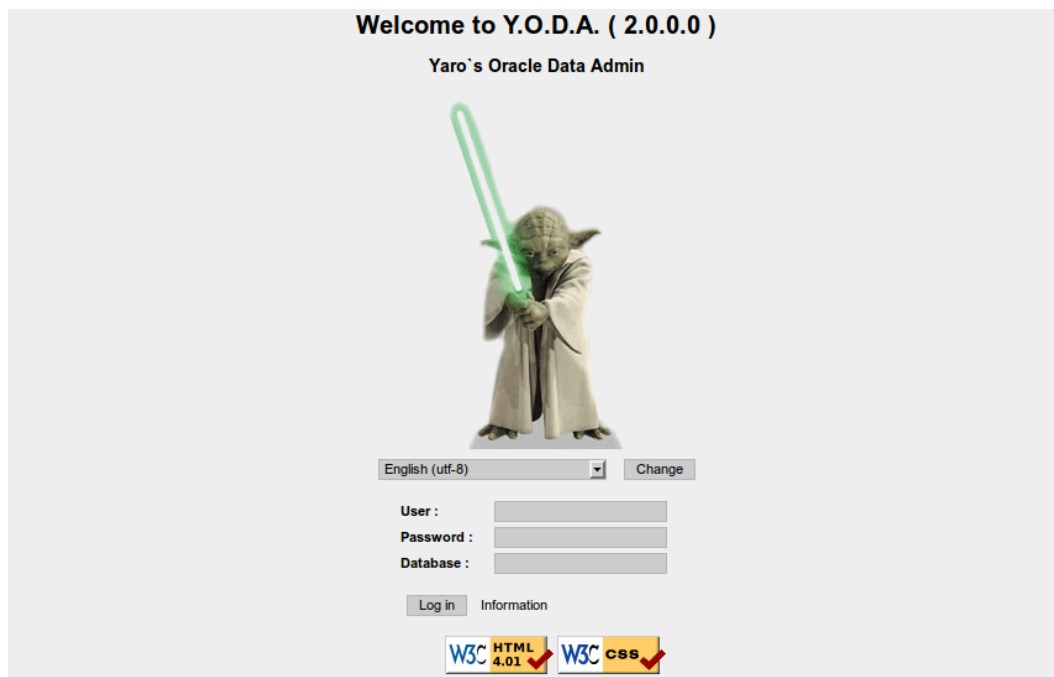 Welcome to Y.O.D.A. ( 2.0.0.0 )
Yaro`s Oracle Data Admin
English (utf-8) Change
User :
Password :
Database :
Log in Information
W3C HTML 4.01 W3C css